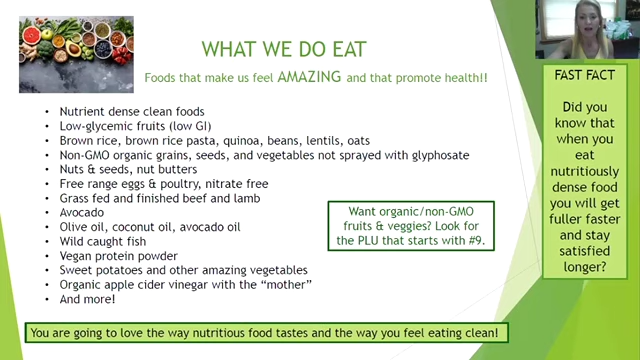 WHAT WE DO EAT
Foods that make us feel AMAZING and that promote health!!
• Nutrient dense clean foods
• Low-glycemic fruits (low GI)
• Brown rice, brown rice pasta, quinoa, beans, lentils, oats
• Non-GMO organic grains, seeds, and vegetables not sprayed with glyphosate
• Nuts & seeds, nut butters
• Free range eggs & poultry, nitrate free
• Grass fed and finished beef and lamb
• Avocado
• Olive oil, coconut oil, avocado oil
• Wild caught fish
• Vegan protein powder
• Sweet potatoes and other amazing vegetables
• Organic apple cider vinegar with the “mother”
• And more!
Want organic/non-GMO
fruits & veggies? Look for
the PLU that starts with #9.
FAST FACT
Did you
know that
when you
eat
nutritiously
dense food
you will get
fuller faster
and stay
satisfied
longer?
You are going to love the way nutritious food tastes and the way you feel eating clean!